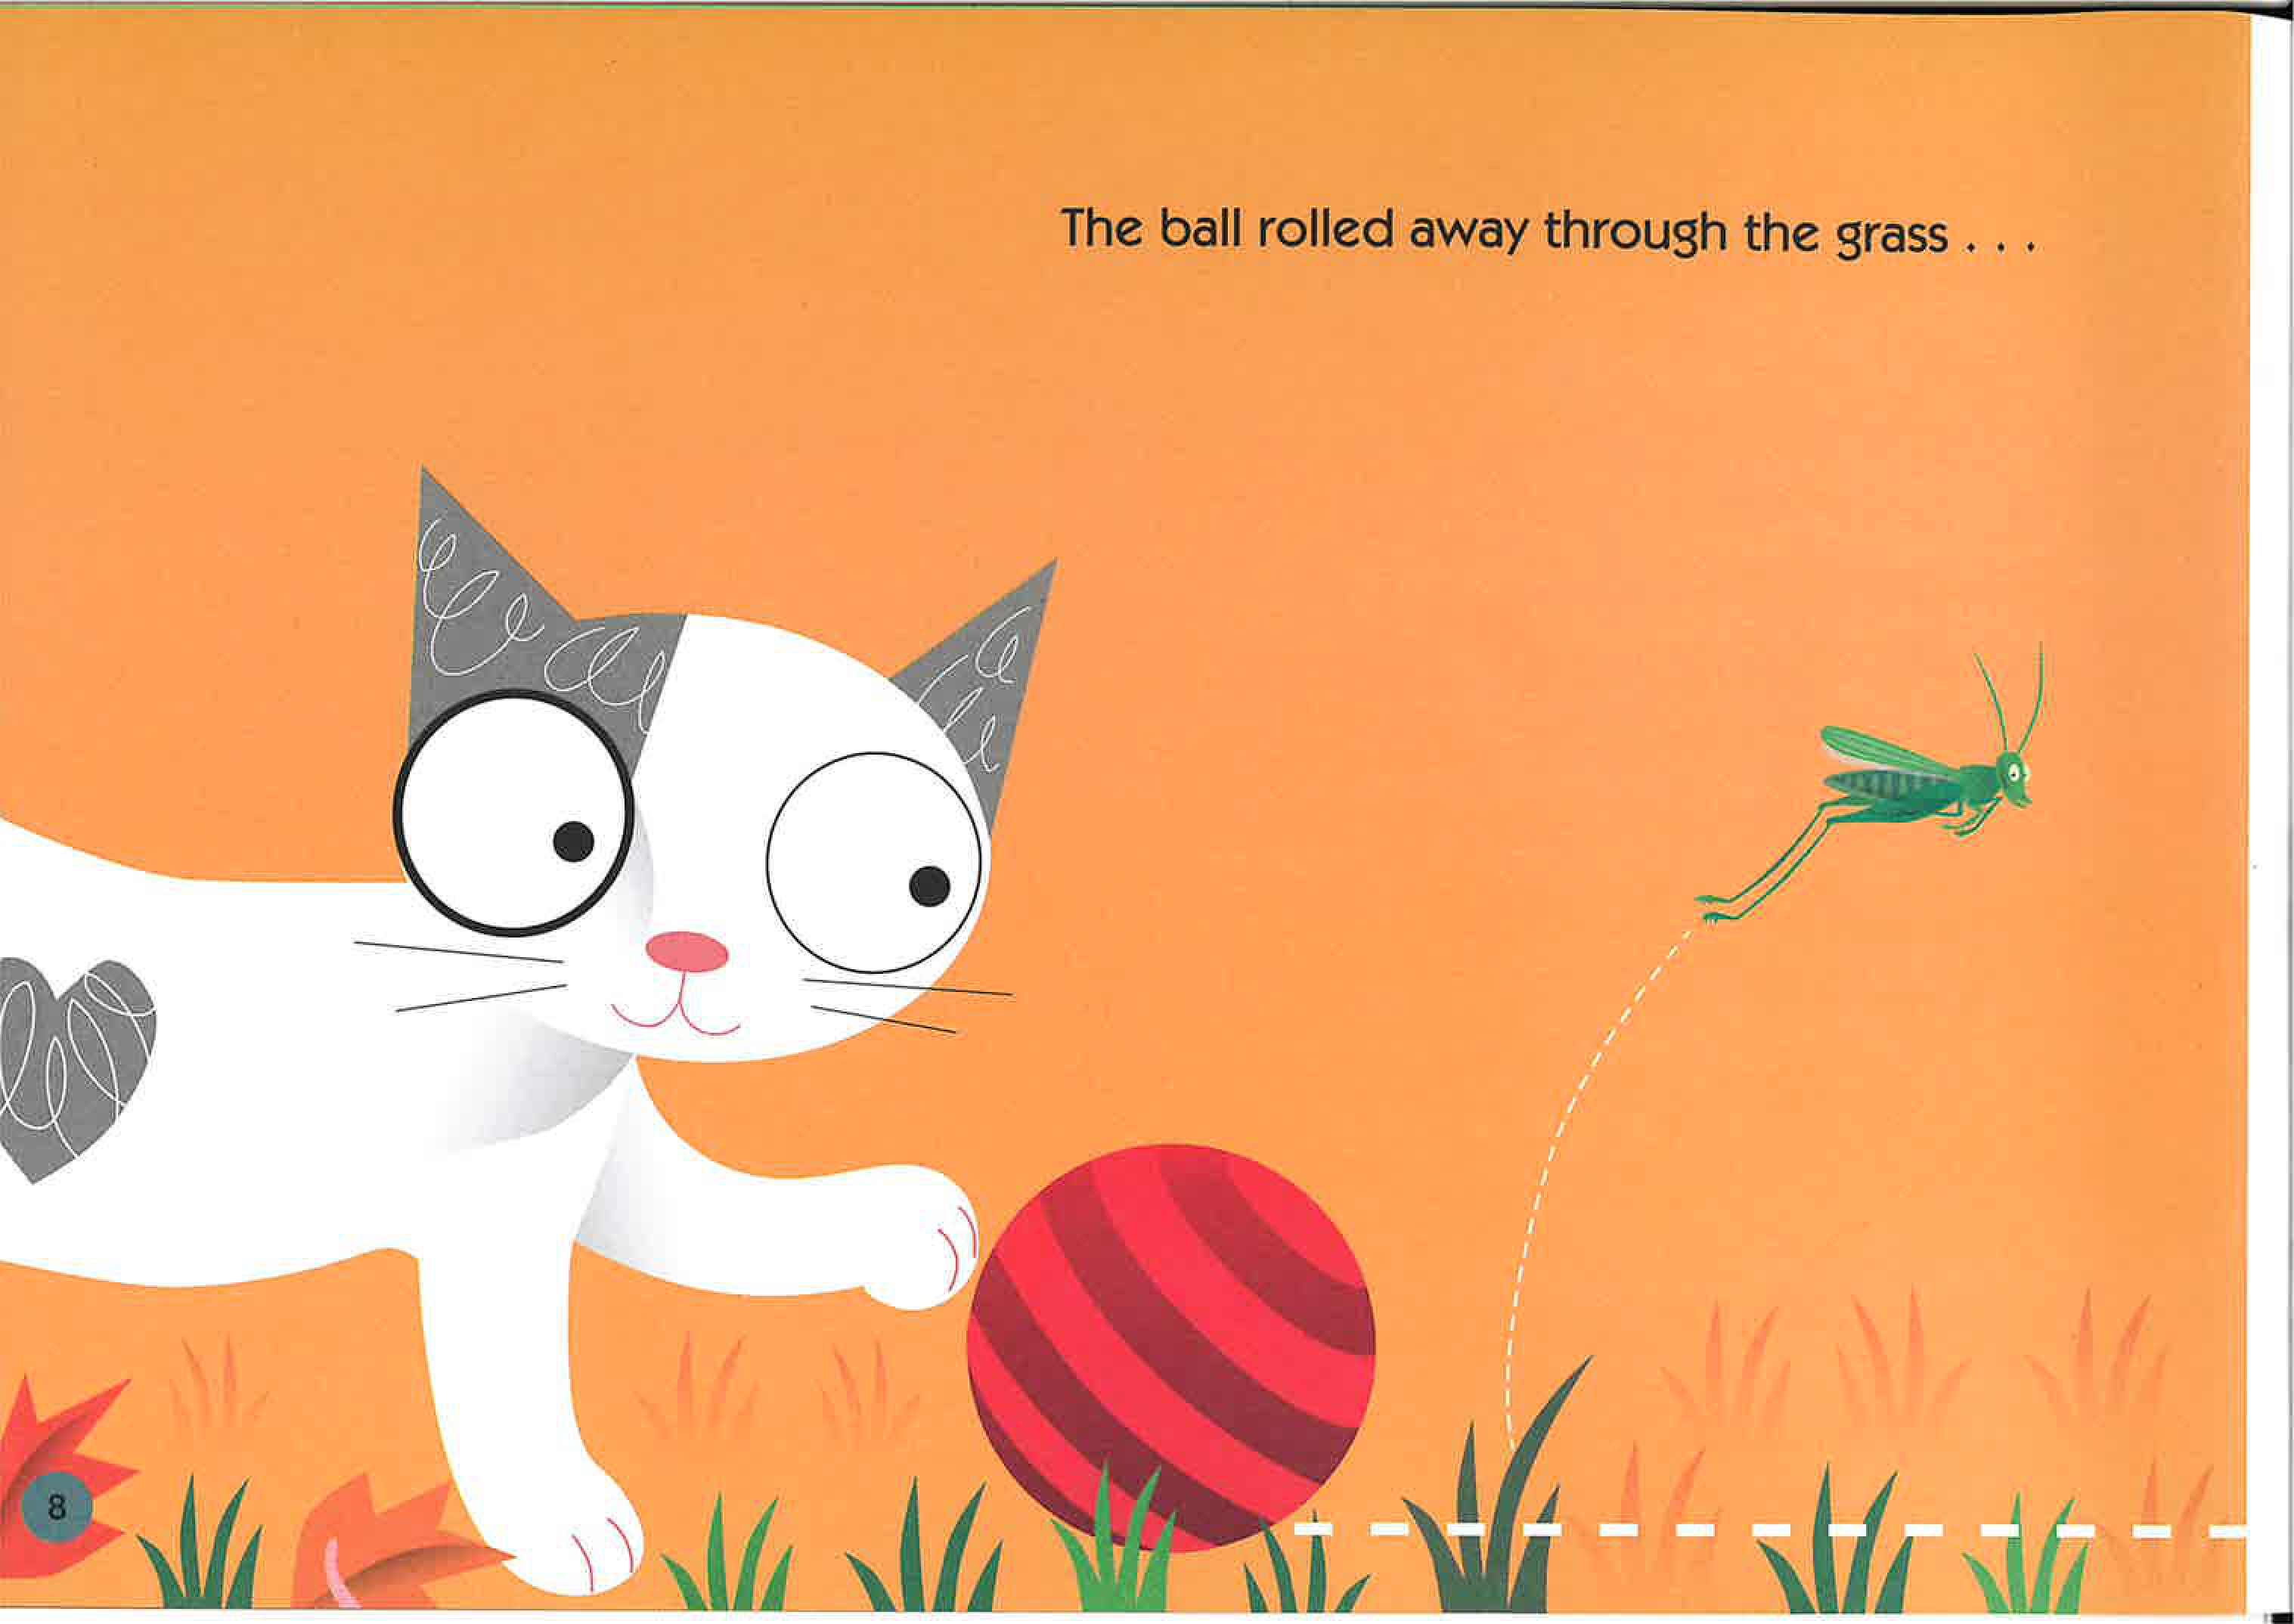 The ball rolled away through the grass . . .
8